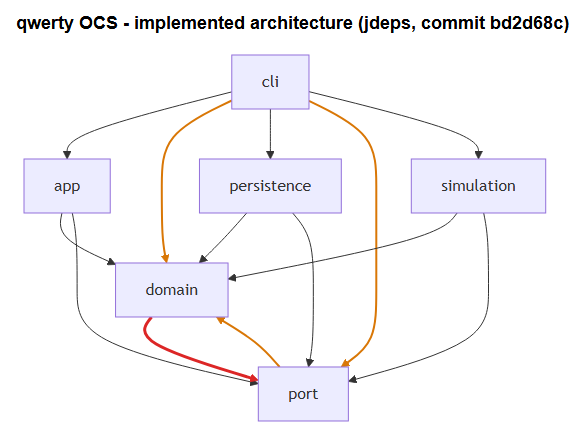 qwerty OCS - implemented architecture (jdeps, commit bd2d68c)
cli
app
persistence
simulation
domain
port